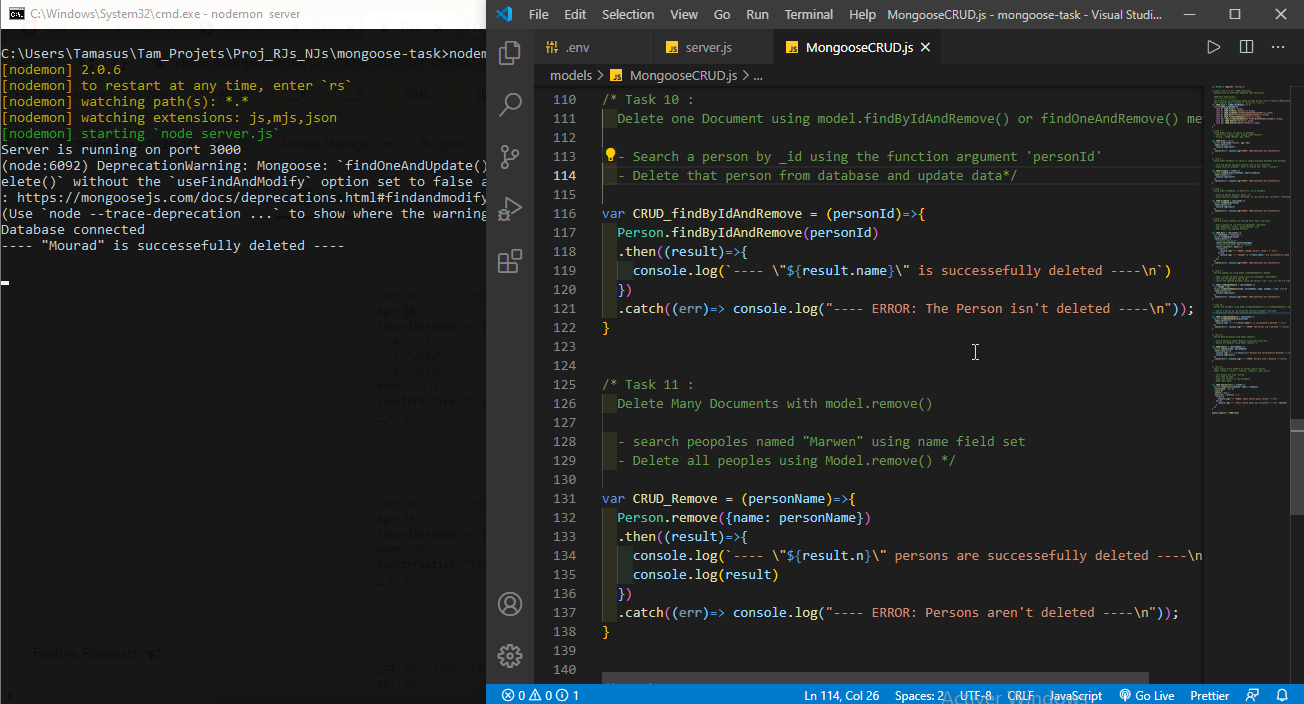 C:\Windows\System32\cmd.exe - nodemon server
C:\Users\Tamasus\Tam_Projets\Proj_RJs_NJs\mongoose-task>nodem
[nodemon] 2.0.6
[nodemon] to restart at any time, enter `rs`
[nodemon] watching path(s): *.*
[nodemon] watching extensions: js,mjs,json
[nodemon] starting `node server.js`
Server is running on port 3000
(node:6092) DeprecationWarning: Mongoose: `findOneAndUpdate()
elete()` without the `useFindAndModify` option set to false a
: https://mongoosejs.com/docs/deprecations.html#findandmodify
(Use `node --trace-deprecation ...` to show where the warning
Database connected
---- "Mourad" is successefully deleted ----
Feature Requests
File Edit Selection View Go Run Terminal Help MongooseCRUD.js - mongoose-task - Visual Studi...
.env server.js MongooseCRUD.js
models > MongooseCRUD.js > ...
110 /* Task 10 :
111 Delete one Document using model.findByIdAndRemove() or findOneAndRemove() me
112
113 - Search a person by _id using the function argument 'personId'
114 - Delete that person from database and update data*/
115
116 var CRUD_findByIdAndRemove = (personId)=>{
117 Person.findByIdAndRemove(personId)
118 .then((result)=>{
119 console.log(`---- \"${result.name}\" is successefully deleted ----\n`)
120 })
121 .catch((err)=> console.log("---- ERROR: The Person isn't deleted ----\n"));
122 }
123
124
125 /* Task 11 :
126 Delete Many Documents with model.remove()
127
128 - search peopoles named "Marwen" using name field set
129 - Delete all peoples using Model.remove() */
130
131 var CRUD_Remove = (personName)=>{
132 Person.remove({name: personName})
133 .then((result)=>{
134 console.log(`---- \"${result.n}\" persons are successefully deleted ----\n
135 console.log(result)
136 })
137 .catch((err)=> console.log("---- ERROR: Persons aren't deleted ----\n"));
138 }
139
140
0 0 1 Ln 114, Col 26 Spaces: 2 UTF-8 CRLF JavaScript Go Live Prettier
Activer Windows